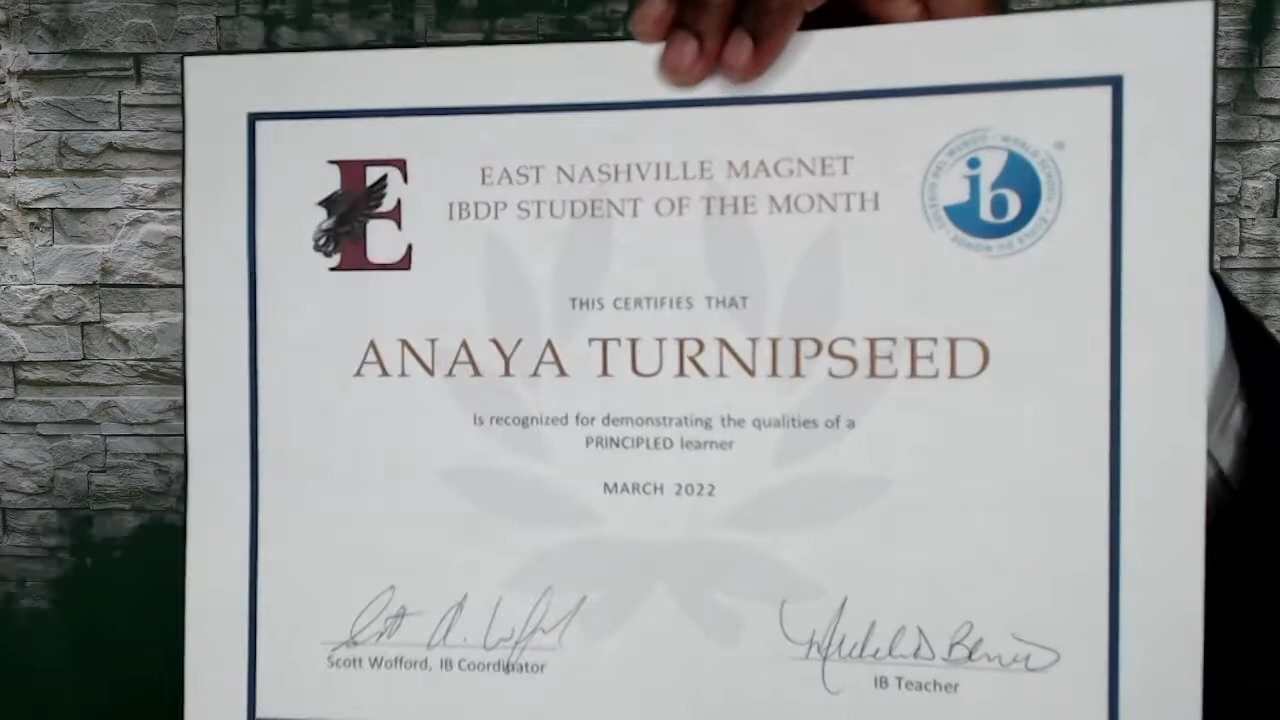 E
EAST NASHVILLE MAGNET
IBDP STUDENT OF THE MONTH
ib
THIS CERTIFIES THAT
ANAYA TURNIPSEED
Is recognized for demonstrating the qualities of a
PRINCIPLED learner
MARCH 2022
Scott Wofford, IB Coordinator
IB Teacher